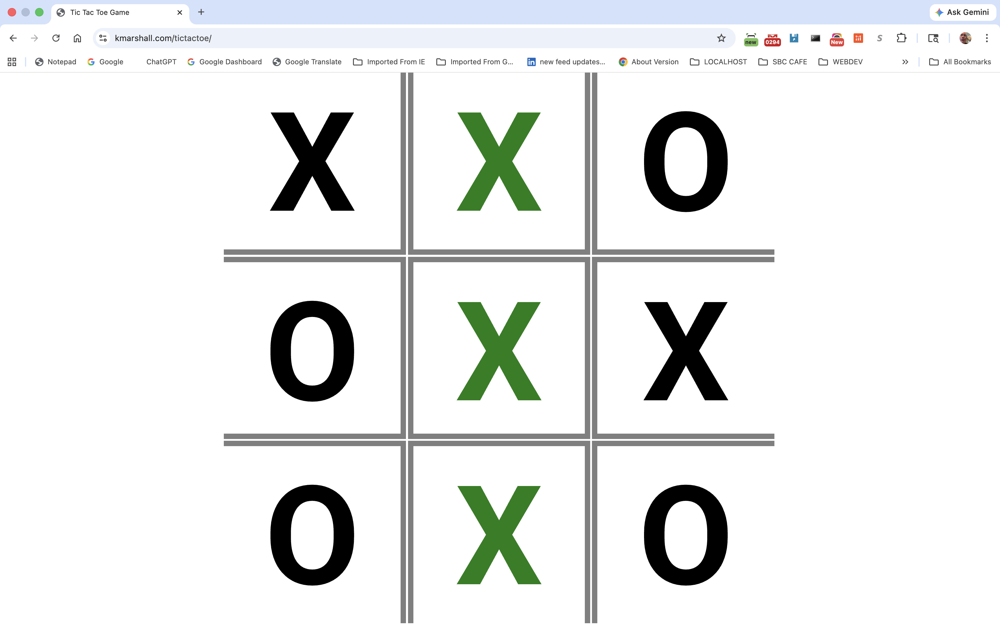 Tic Tac Toe Game
Ask Gemini
kmarshall.com/tictactoe/
new
0294
New
S
Notepad
Google
ChatGPT
Google Dashboard
Google Translate
Imported From IE
Imported From G...
in
new feed updates...
About Version
LOCALHOST
SBC CAFE
WEBDEV
All Bookmarks
X X O
O X X
O X O